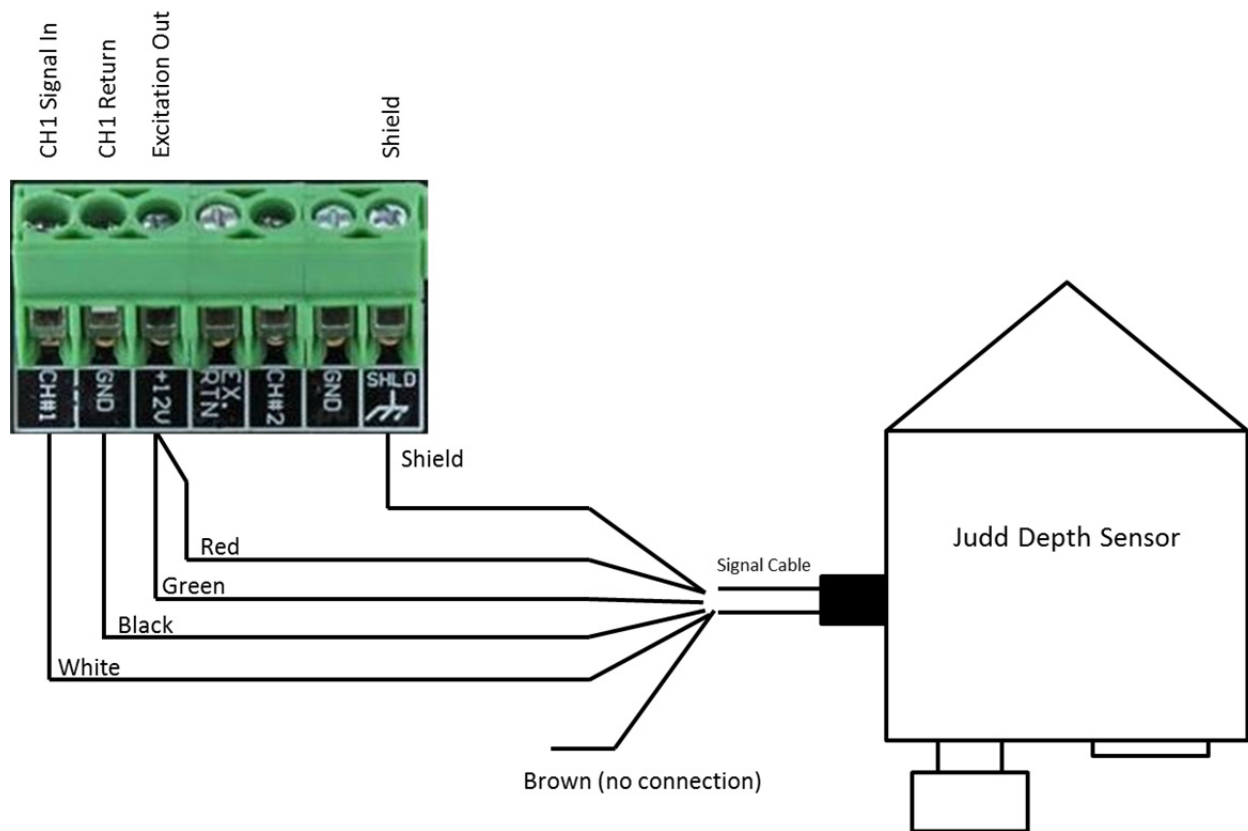 CH1 Signal In
CH1 Return
Excitation Out
Shield
CH#1
GND
+12V
EX.
RTN
CH#2
GND
SHLD
Shield
Red
Green
Black
White
Signal Cable
Judd Depth Sensor
Brown (no connection)